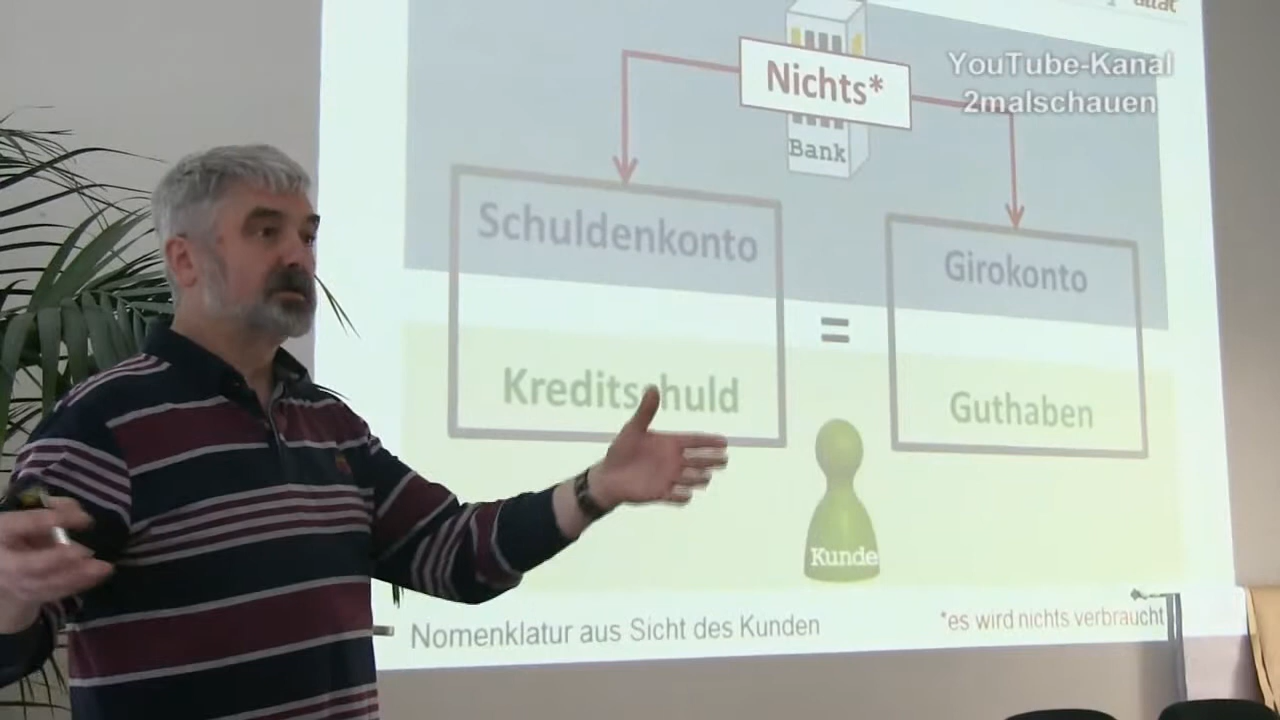 YouTube-Kanal
2malschauen
Nichts*
Bank
Schuldenkonto
Girokonto
=
Kreditschuld
Guthaben
Kunde
Nomenklatur aus Sicht des Kunden
*es wird nichts verbraucht